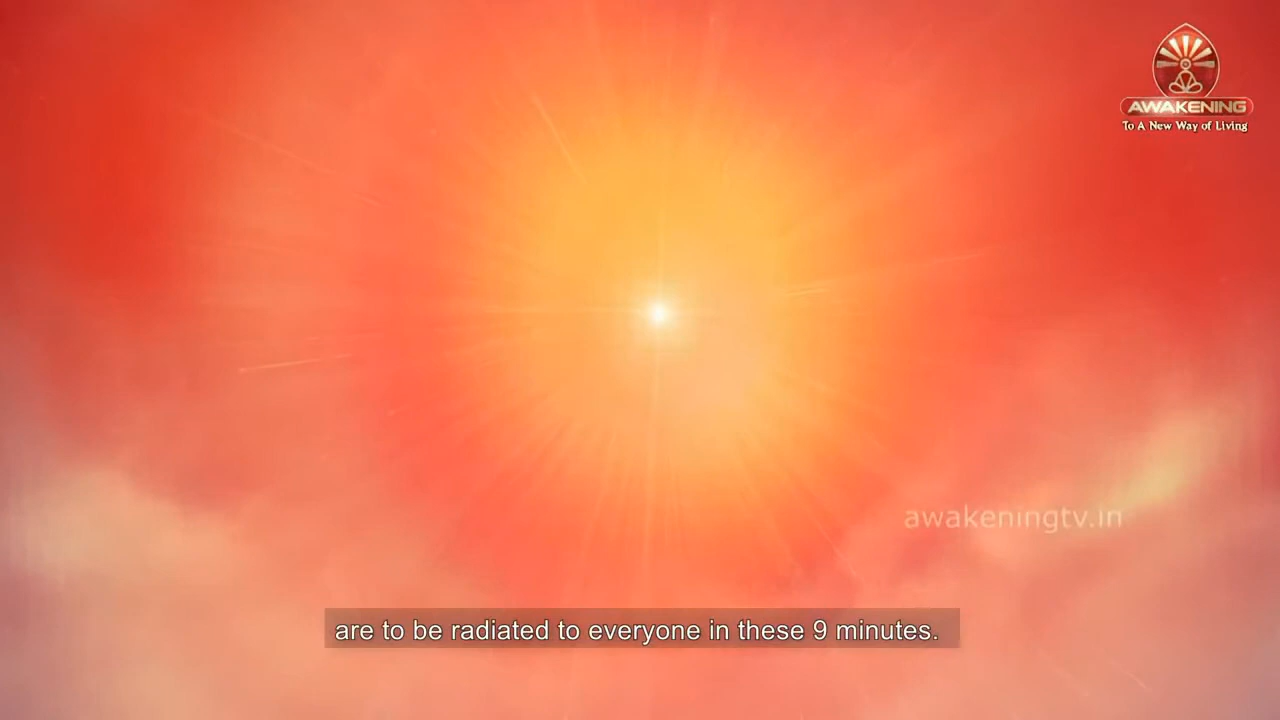 AWAKENING
To A New Way of Living
awakeningtv.in
are to be radiated to everyone in these 9 minutes.